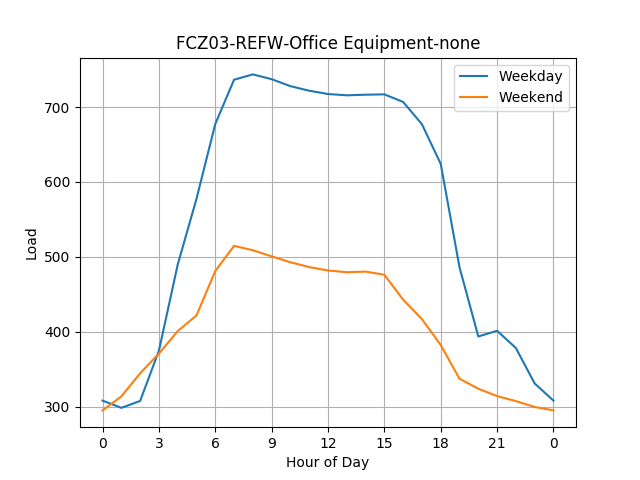 FCZ03-REFW-Office Equipment-none
Weekday
Weekend
700
600
500
400
300
Load
0 3 6 9 12 15 18 21 0
Hour of Day